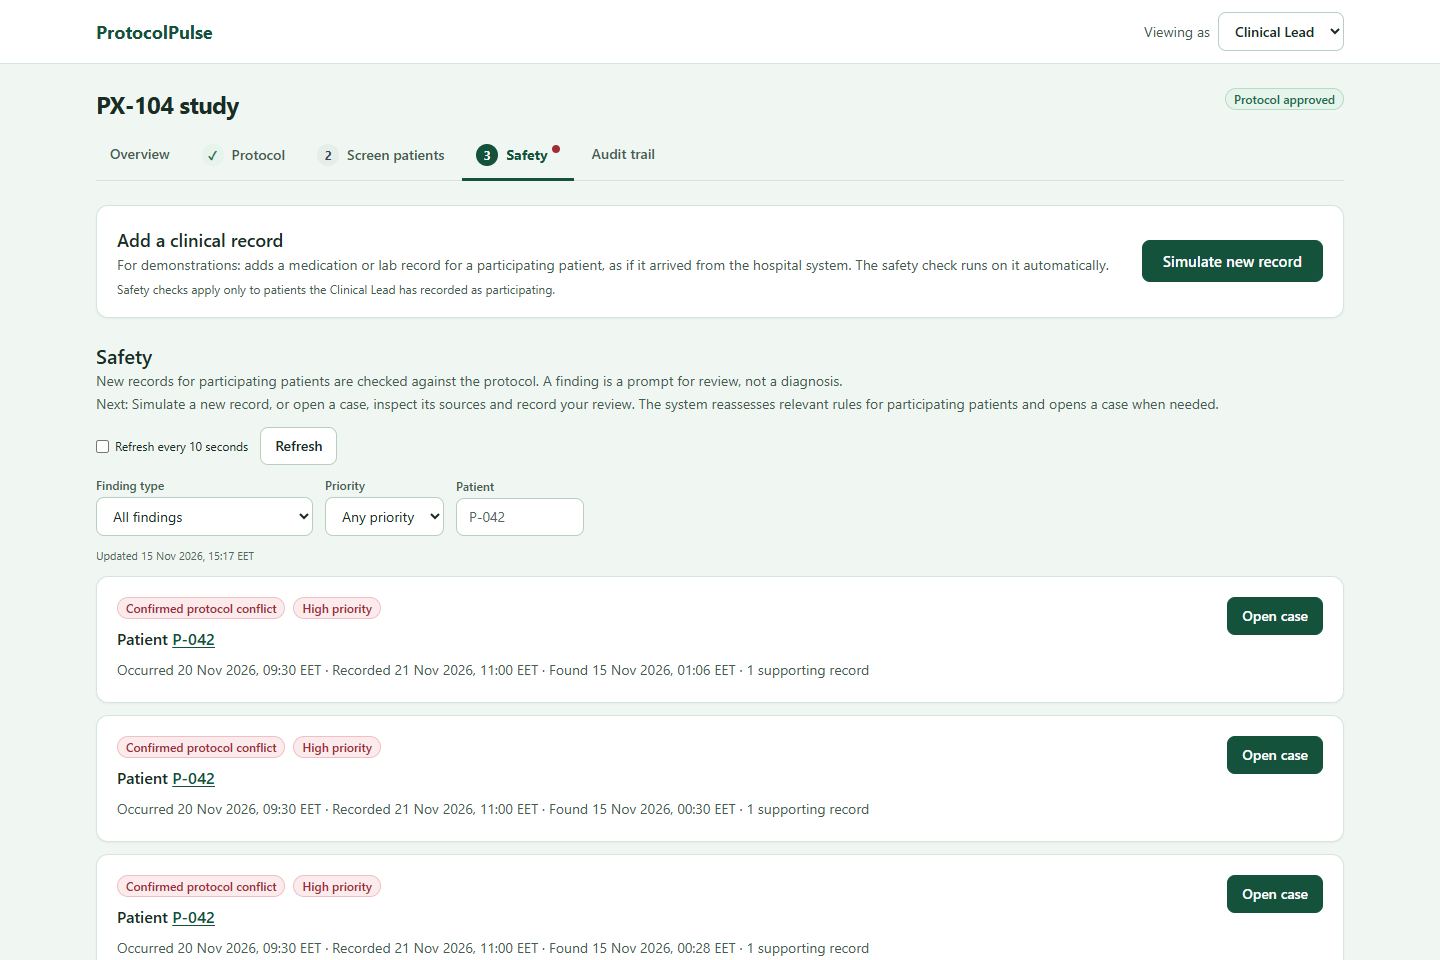 ProtocolPulse
Viewing as
Clinical Lead
PX-104 study
Protocol approved
Overview
✓ Protocol
2 Screen patients
3 Safety
Audit trail
Add a clinical record
For demonstrations: adds a medication or lab record for a participating patient, as if it arrived from the hospital system. The safety check runs on it automatically.
Safety checks apply only to patients the Clinical Lead has recorded as participating.
Simulate new record
Safety
New records for participating patients are checked against the protocol. A finding is a prompt for review, not a diagnosis.
Next: Simulate a new record, or open a case, inspect its sources and record your review. The system reassesses relevant rules for participating patients and opens a case when needed.
Refresh every 10 seconds
Refresh
Finding type
Priority
Patient
All findings
Any priority
P-042
Updated 15 Nov 2026, 15:17 EET
Confirmed protocol conflict
High priority
Open case
Patient P-042
Occurred 20 Nov 2026, 09:30 EET · Recorded 21 Nov 2026, 11:00 EET · Found 15 Nov 2026, 01:06 EET · 1 supporting record
Confirmed protocol conflict
High priority
Open case
Patient P-042
Occurred 20 Nov 2026, 09:30 EET · Recorded 21 Nov 2026, 11:00 EET · Found 15 Nov 2026, 00:30 EET · 1 supporting record
Confirmed protocol conflict
High priority
Open case
Patient P-042
Occurred 20 Nov 2026, 09:30 EET · Recorded 21 Nov 2026, 11:00 EET · Found 15 Nov 2026, 00:28 EET · 1 supporting record